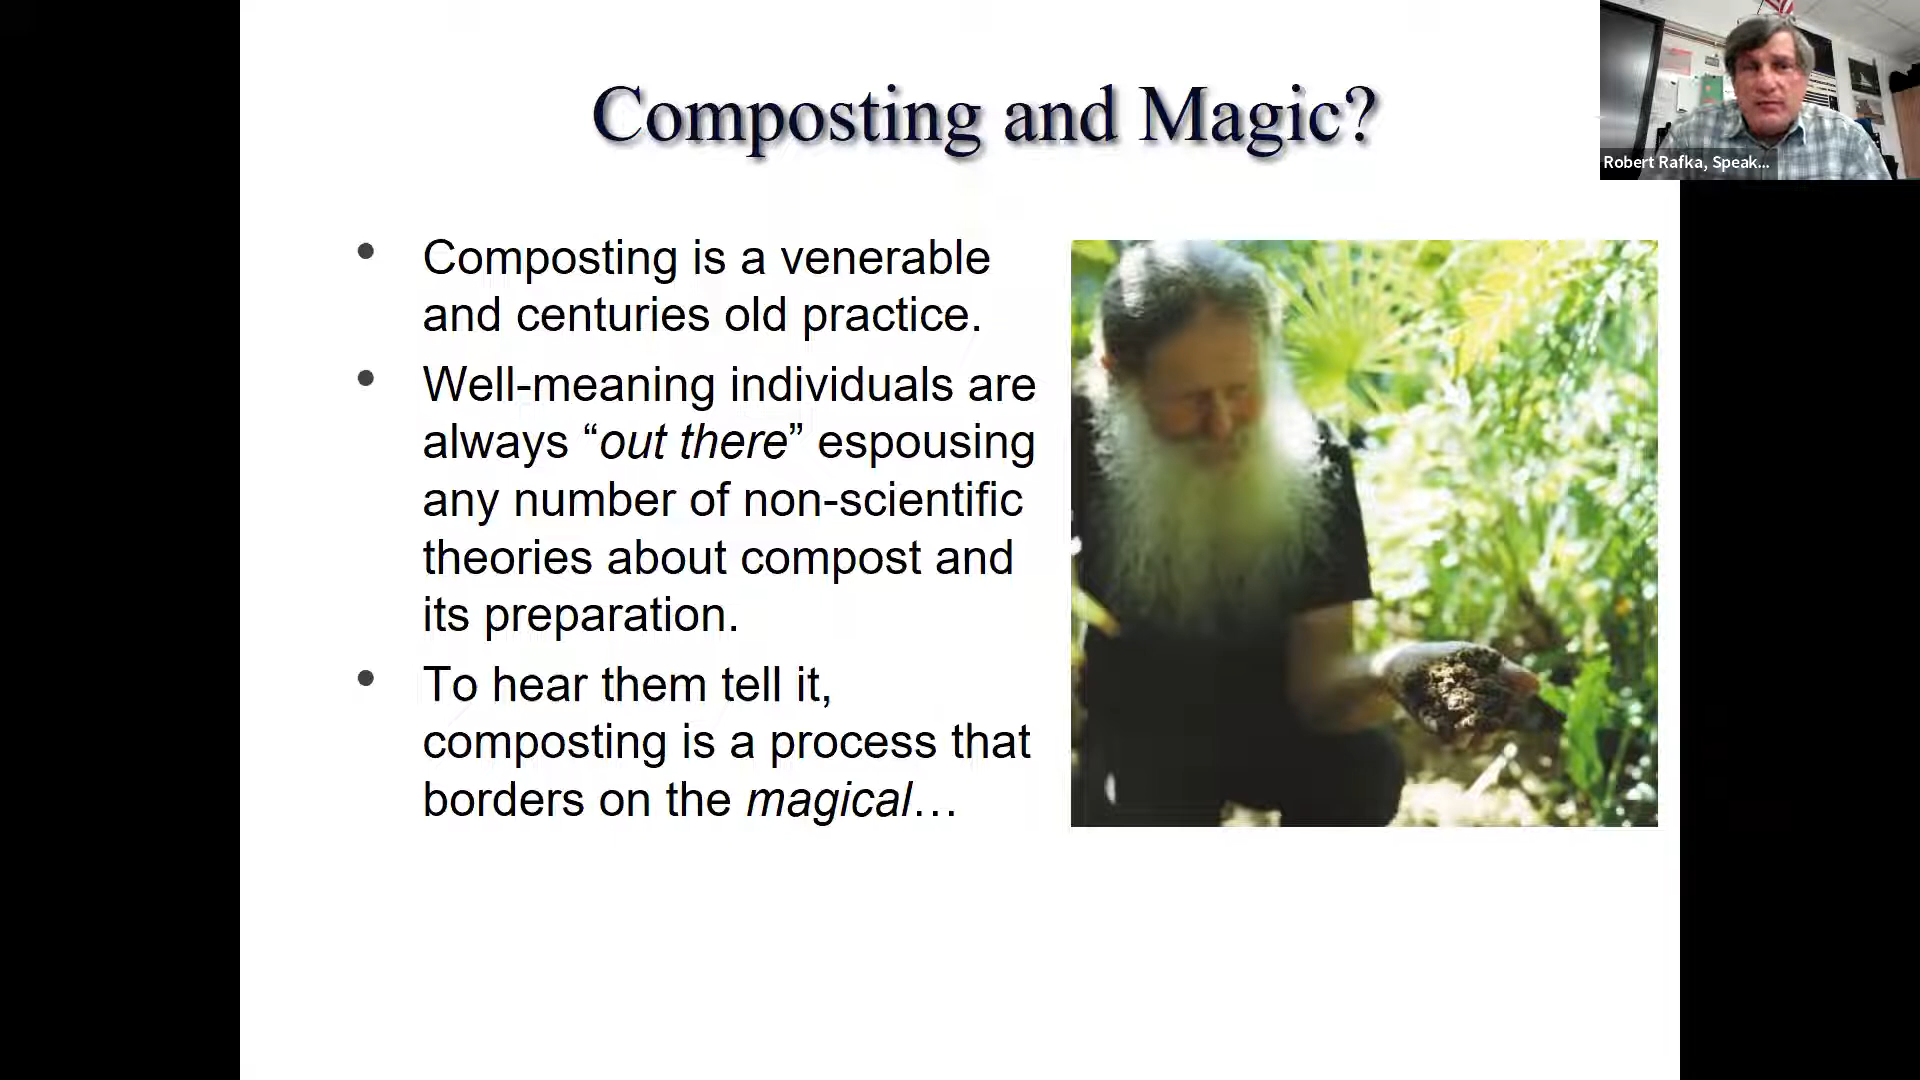 Composting and Magic?
Robert Rafka, Speak...
• Composting is a venerable
and centuries old practice.
• Well-meaning individuals are
always “out there” espousing
any number of non-scientific
theories about compost and
its preparation.
• To hear them tell it,
composting is a process that
borders on the magical…